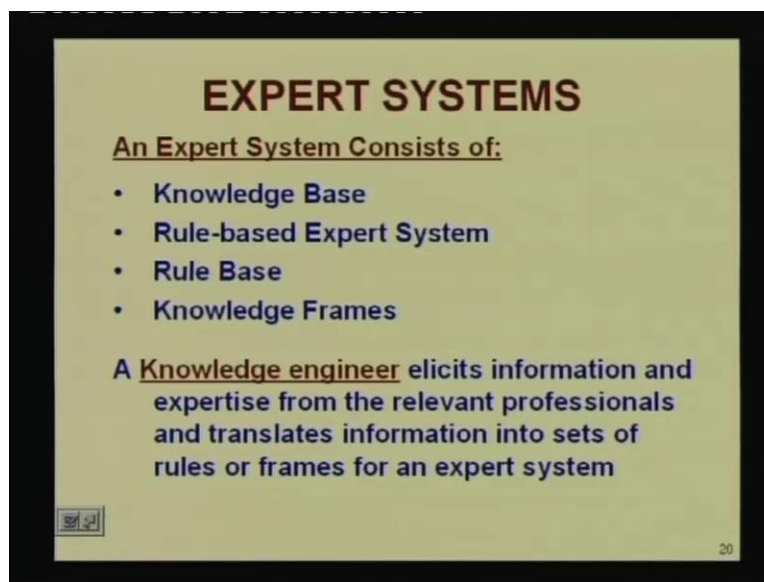 EXPERT SYSTEMS
An Expert System Consists of:
• Knowledge Base
• Rule-based Expert System
• Rule Base
• Knowledge Frames
A Knowledge engineer elicits information and
expertise from the relevant professionals
and translates information into sets of
rules or frames for an expert system
20